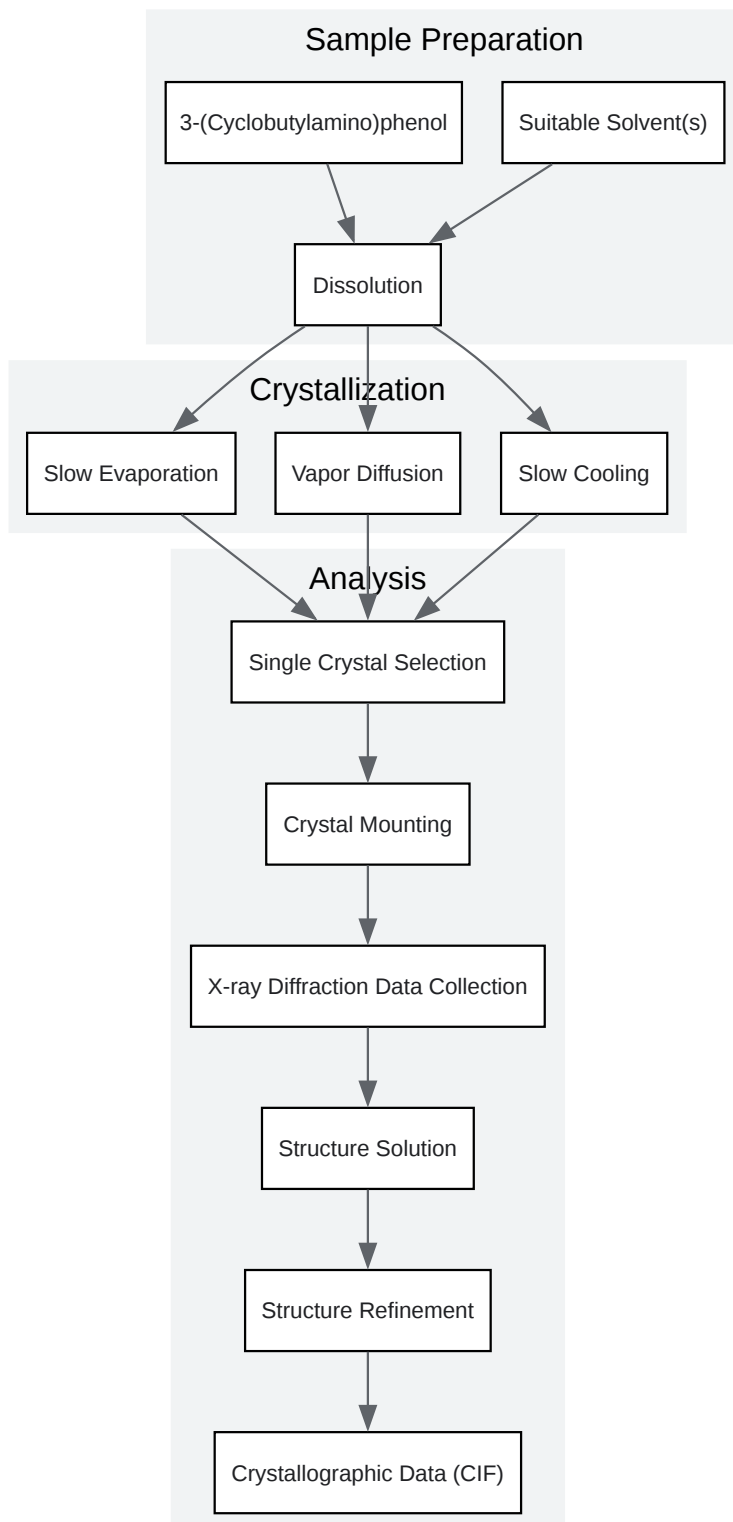 Sample Preparation
3-(Cyclobutylamino)phenol
Suitable Solvent(s)
Dissolution
Crystallization
Slow Evaporation
Vapor Diffusion
Slow Cooling
Analysis
Single Crystal Selection
Crystal Mounting
X-ray Diffraction Data Collection
Structure Solution
Structure Refinement
Crystallographic Data (CIF)